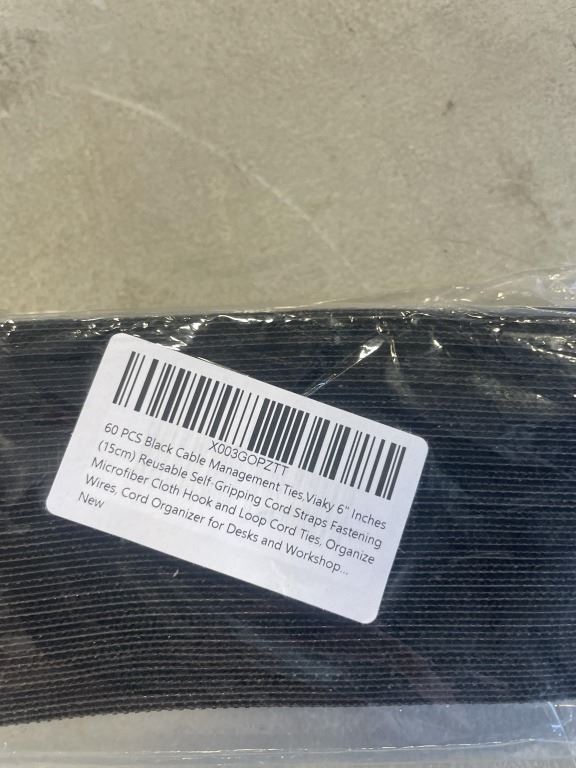 X003GOPZTT
60 PCS Black Cable Management Ties,Viaky 6" Inches
(15cm) Reusable Self-Gripping Cord Straps Fastening
Microfiber Cloth Hook and Loop Cord Ties, Organize
Wires, Cord Organizer for Desks and Workshop...
New